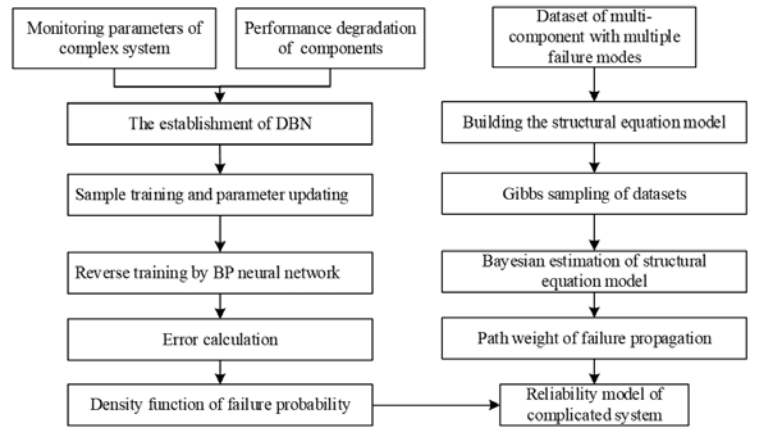 Monitoring parameters of
complex system
Performance degradation
of components
The establishment of DBN
Sample training and parameter updating
Reverse training by BP neural network
Error calculation
Density function of failure probability
Dataset of multi-
component with multiple
failure modes
Building the structural equation model
Gibbs sampling of datasets
Bayesian estimation of structural
equation model
Path weight of failure propagation
Reliability model of
complicated system